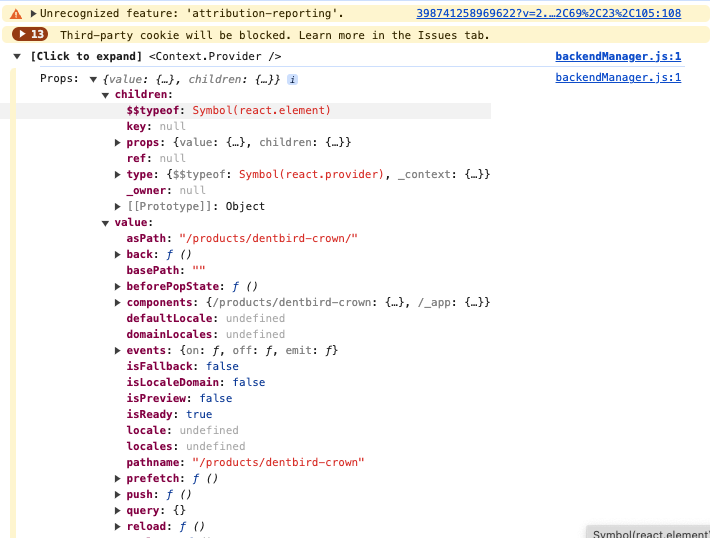 Unrecognized feature: 'attribution-reporting'. 398741258969622?v=2.…2C69%2C23%2C105:108
13 Third-party cookie will be blocked. Learn more in the Issues tab.
[Click to expand] <Context.Provider /> backendManager.js:1
Props: {value: {…}, children: {…}} i backendManager.js:1
children:
$$typeof: Symbol(react.element)
key: null
props: {value: {…}, children: {…}}
ref: null
type: {$$typeof: Symbol(react.provider), _context: {…}}
_owner: null
[[Prototype]]: Object
value:
asPath: "/products/dentbird-crown/"
back: ƒ ()
basePath: ""
beforePopState: ƒ ()
components: {/products/dentbird-crown: {…}, /_app: {…}}
defaultLocale: undefined
domainLocales: undefined
events: {on: ƒ, off: ƒ, emit: ƒ}
isFallback: false
isLocaleDomain: false
isPreview: false
isReady: true
locale: undefined
locales: undefined
pathname: "/products/dentbird-crown"
prefetch: ƒ ()
push: ƒ ()
query: {}
reload: ƒ ()
Symbol(react.element